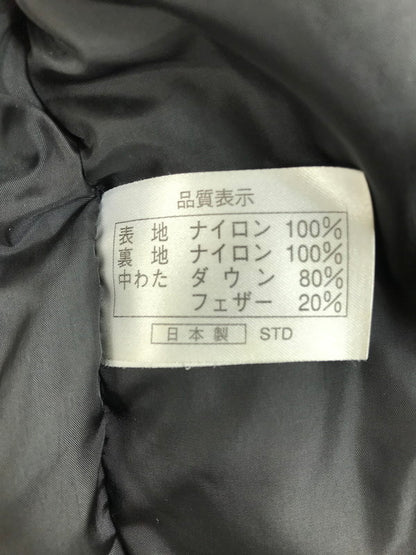 品質表示
表地 ナイロン 100%
裏地 ナイロン 100%
中わた ダウン 80%
フェザー 20%
日本製 STD